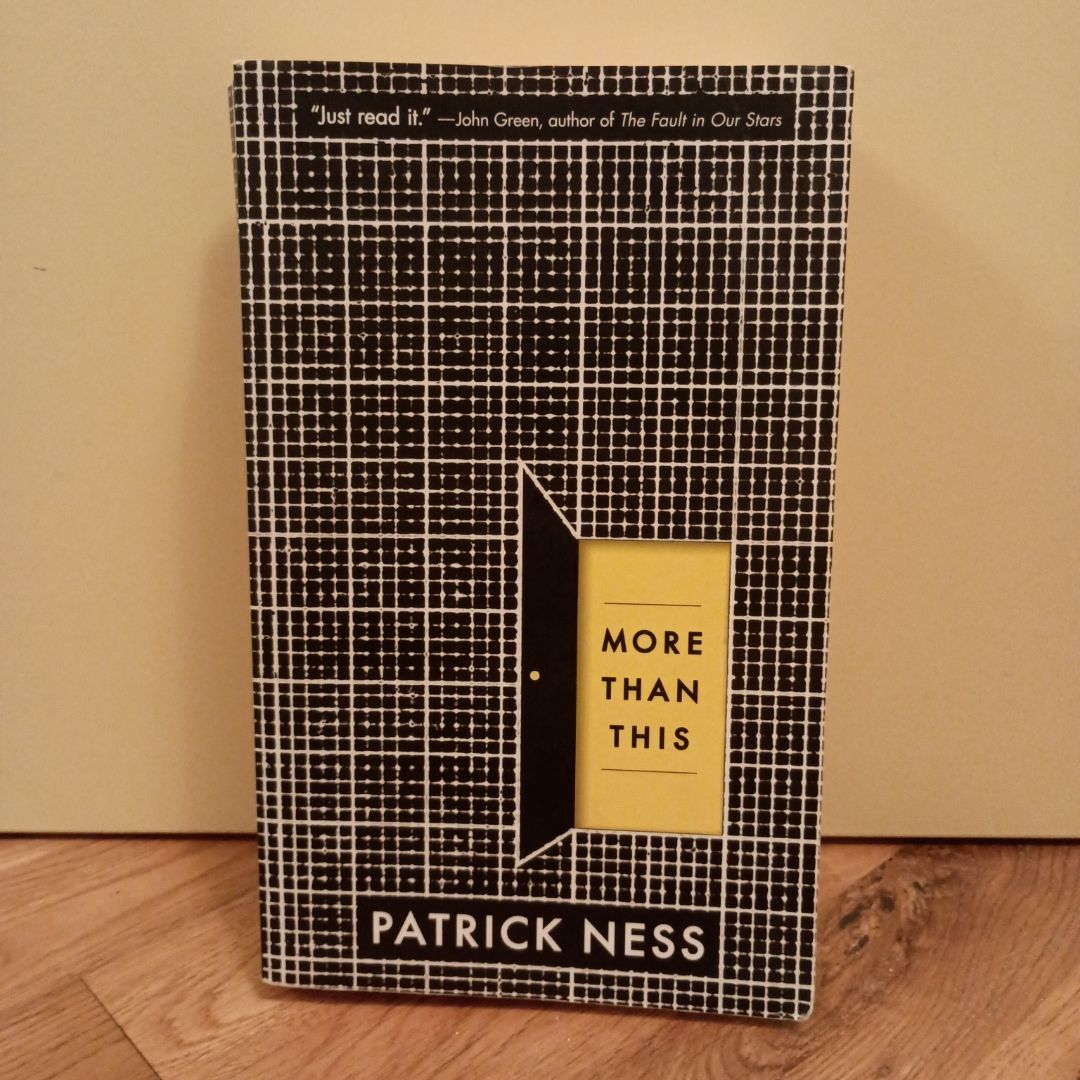 “Just read it.” —John Green, author of The Fault in Our Stars
MORE
THAN
THIS
PATRICK NESS